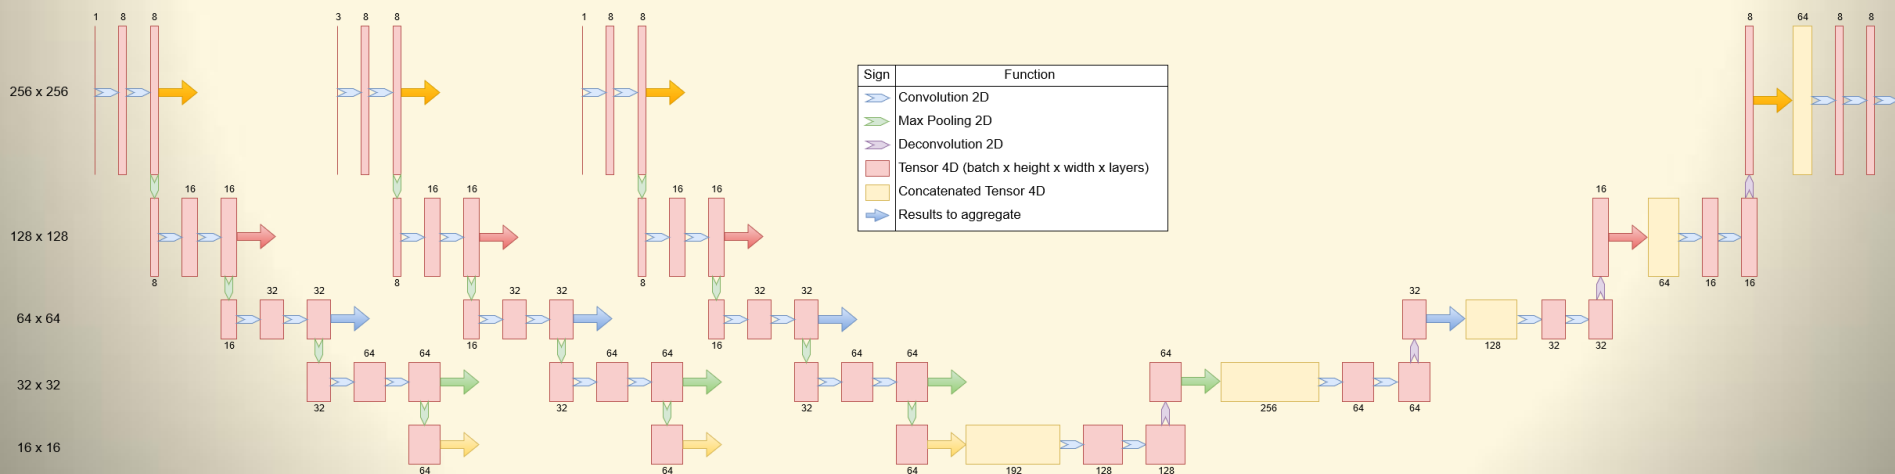 1 8 8 3 8 8 1 8 8 8 64 8 8
256 x 256
Sign Function
Convolution 2D
Max Pooling 2D
Deconvolution 2D
Tensor 4D (batch x height x width x layers)
Concatenated Tensor 4D
Results to aggregate
16 16 16 16 16 16 16
128 x 128
8 8 8 64 16 16
32 32 32 32 32 32 32
64 x 64
16 16 16 128 32 32
64 64 64 64 64 64 64
32 x 32
32 32 32 256 64 64
16 x 16
64 64 64 192 128 128